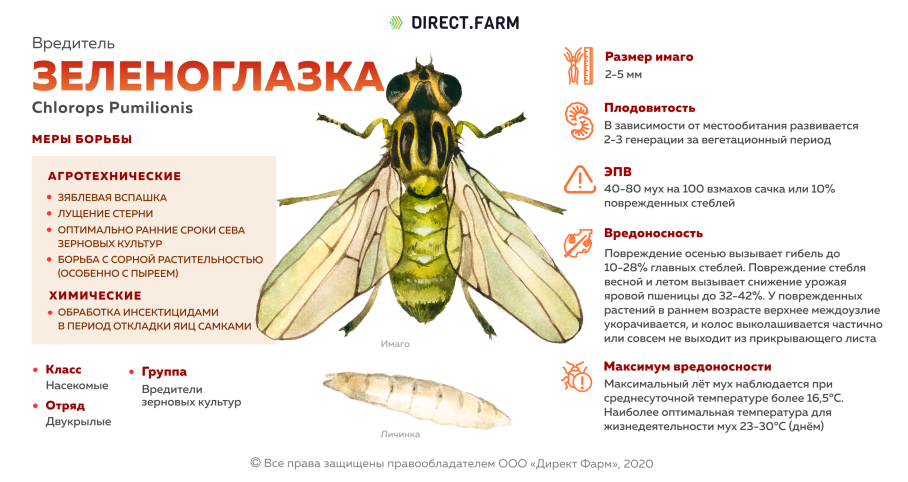 DIRECT.FARM
Вредитель
ЗЕЛЕНОГЛАЗКА
Chlorops Pumilionis
МЕРЫ БОРЬБЫ
АГРОТЕХНИЧЕСКИЕ
• ЗЯБЛЕВАЯ ВСПАШКА
• ЛУЩЕНИЕ СТЕРНИ
• ОПТИМАЛЬНО РАННИЕ СРОКИ СЕВА
ЗЕРНОВЫХ КУЛЬТУР
• БОРЬБА С СОРНОЙ РАСТИТЕЛЬНОСТЬЮ
(ОСОБЕННО С ПЫРЕЕМ)
ХИМИЧЕСКИЕ
• ОБРАБОТКА ИНСЕКТИЦИДАМИ
В ПЕРИОД ОТКЛАДКИ ЯИЦ САМКАМИ
• Класс
Насекомые
• Отряд
Двукрылые
• Группа
Вредители
зерновых культур
Имаго
Личинка
Размер имаго
2-5 мм
Плодовитость
В зависимости от местообитания развивается
2-3 генерации за вегетационный период
ЭПВ
40-80 мух на 100 взмахов сачка или 10%
поврежденных стеблей
Вредоносность
Повреждение осенью вызывает гибель до
10-28% главных стеблей. Повреждение стебля
весной и летом вызывает снижение урожая
яровой пшеницы до 32-42%. У поврежденных
растений в раннем возрасте верхнее междоузлие
укорачивается, и колос выколашивается частично
или совсем не выходит из прикрывающего листа
Максимум вредоносности
Максимальный лёт мух наблюдается при
среднесуточной температуре более 16,5°С.
Наиболее оптимальная температура для
жизнедеятельности мух 23-30°С (днём)
© Все права защищены правообладателем ООО «Директ Фарм», 2020